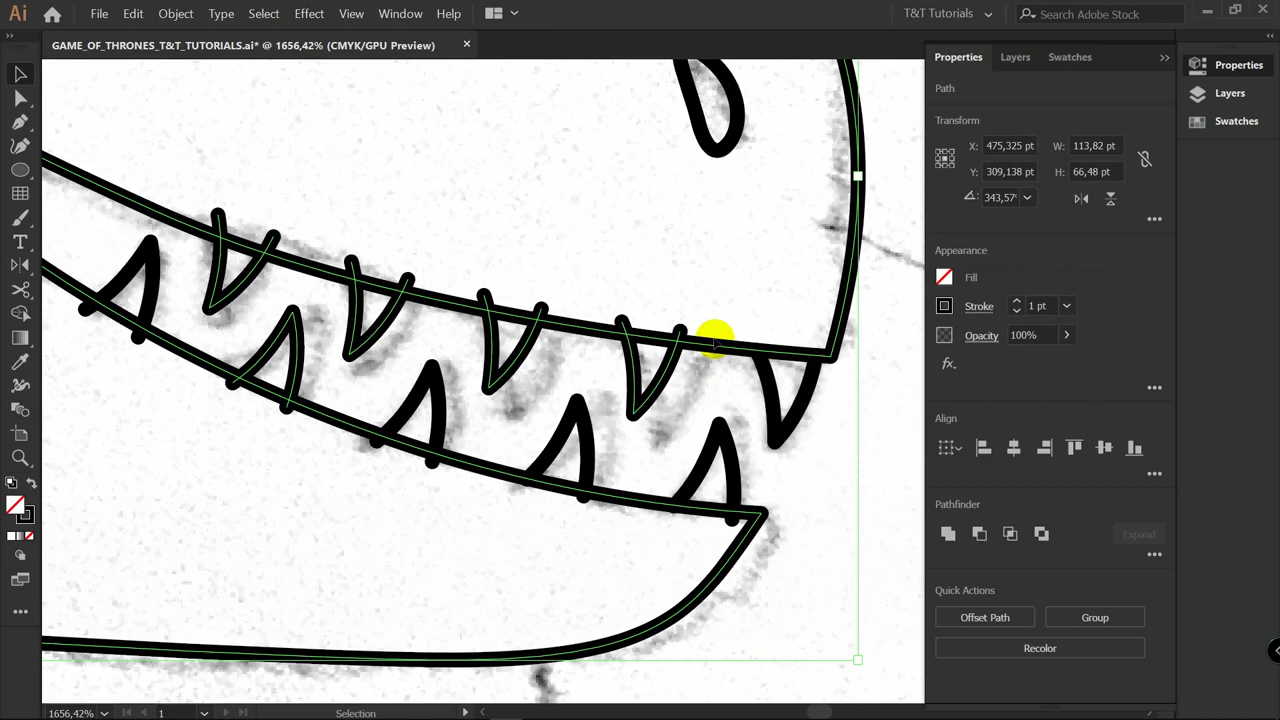 Ai File Edit Object Type Select Effect View Window Help T&T Tutorials Search Adobe Stock
GAME_OF_THRONES_T&T_TUTORIALS.ai* @ 1656,42% (CMYK/GPU Preview)
Properties Layers Swatches
Path
Transform
X: 475,325 pt W: 113,82 pt
Y: 309,138 pt H: 66,48 pt
343,57°
Appearance
Fill
Stroke 1 pt
Opacity 100%
fx
Align
Pathfinder
Expand
Quick Actions
Offset Path Group
Recolor
Properties
Layers
Swatches
1656,42% 1 Selection